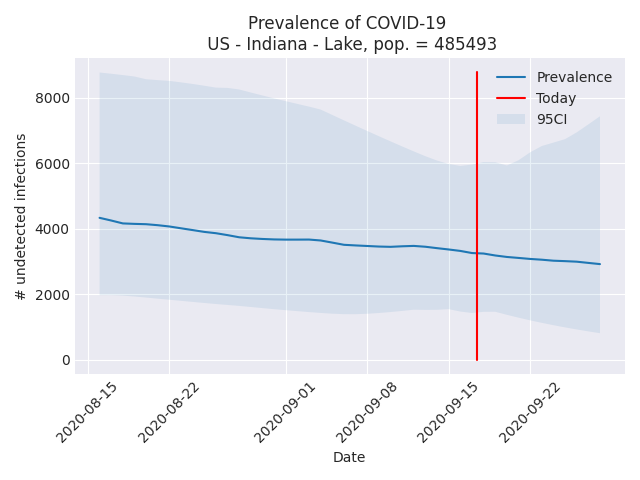 Prevalence of COVID-19
US - Indiana - Lake, pop. = 485493
Prevalence
Today
95CI
# undetected infections
8000
6000
4000
2000
0
2020-08-15
2020-08-22
2020-09-01
2020-09-08
2020-09-15
2020-09-22
Date